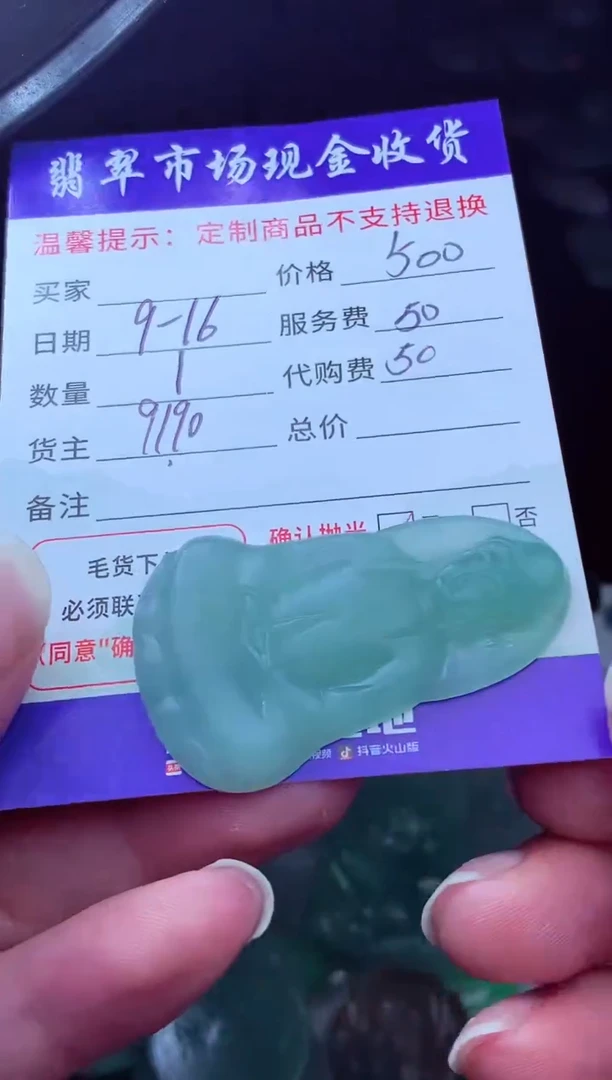 翡翠市场现金收货
温馨提示：定制商品不支持退换
买家 价格 500
日期 9-16 服务费 50
数量 1 代购费 50
货主 9190 总价
备注
确认抛光 否
毛货下
必须联
同意"确
抖音火山版